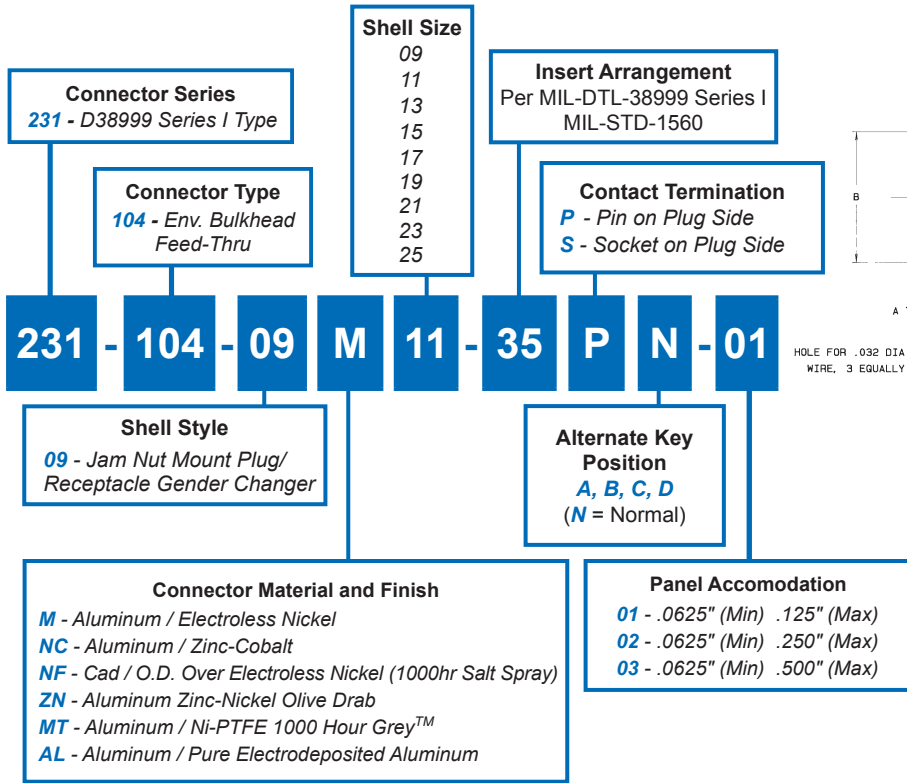 Shell Size
09
11
13
15
17
19
21
23
25
Connector Series
231 - D38999 Series I Type
Insert Arrangement
Per MIL-DTL-38999 Series I
MIL-STD-1560
Connector Type
104 - Env. Bulkhead
Feed-Thru
Contact Termination
P - Pin on Plug Side
S - Socket on Plug Side
B
A
231 - 104 - 09 M 11 - 35 P N - 01
HOLE FOR .032 DIA
WIRE, 3 EQUALLY
Shell Style
09 - Jam Nut Mount Plug/
Receptacle Gender Changer
Alternate Key
Position
A, B, C, D
(N = Normal)
Connector Material and Finish
M - Aluminum / Electroless Nickel
NC - Aluminum / Zinc-Cobalt
NF - Cad / O.D. Over Electroless Nickel (1000hr Salt Spray)
ZN - Aluminum Zinc-Nickel Olive Drab
MT - Aluminum / Ni-PTFE 1000 Hour Grey™
AL - Aluminum / Pure Electrodeposited Aluminum
Panel Accomodation
01 - .0625" (Min) .125" (Max)
02 - .0625" (Min) .250" (Max)
03 - .0625" (Min) .500" (Max)